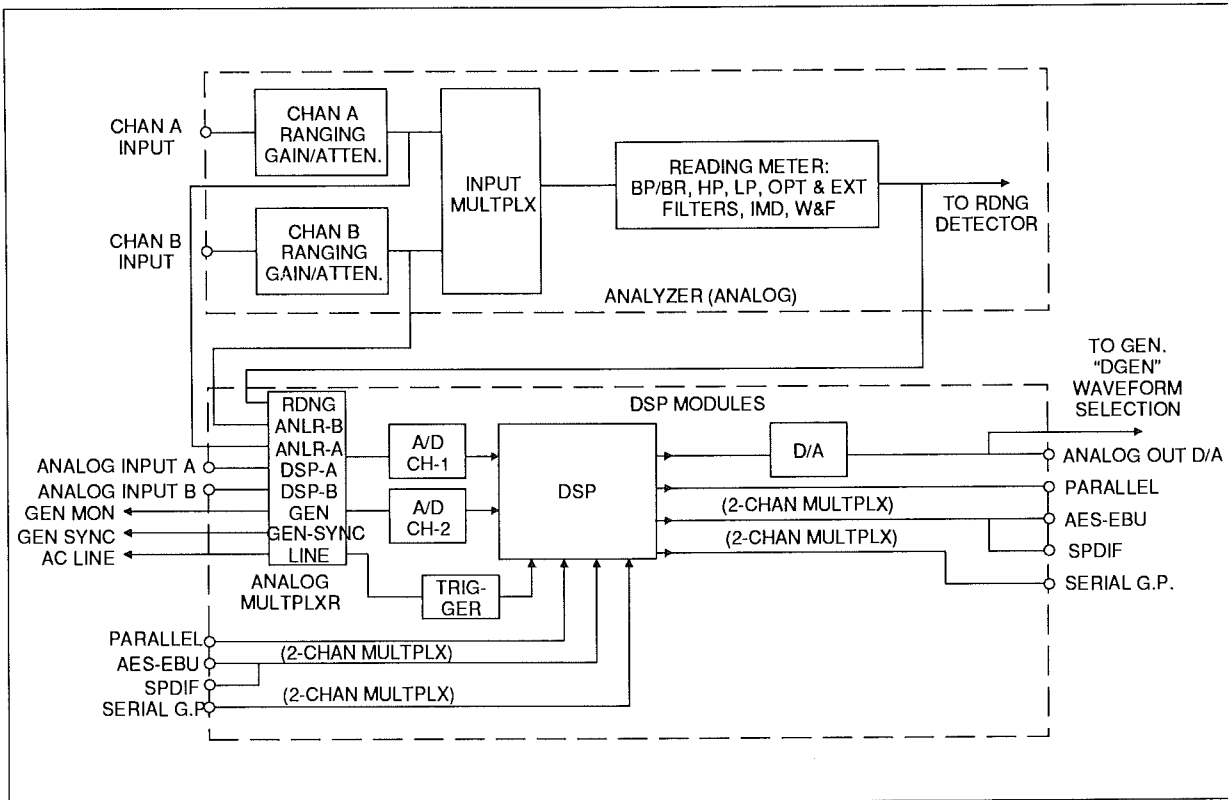 CHAN A
INPUT
CHAN A
RANGING
GAIN/ATTEN.
INPUT
MULTPLX
READING METER:
BP/BR, HP, LP, OPT & EXT
FILTERS, IMD, W&F
TO RDNG
DETECTOR
CHAN B
INPUT
CHAN B
RANGING
GAIN/ATTEN.
ANALYZER (ANALOG)
TO GEN.
"DGEN"
WAVEFORM
SELECTION
DSP MODULES
RDNG
ANLR-B
ANLR-A
DSP-A
DSP-B
GEN
GEN-SYNC
LINE
ANALOG
MULTPLXR
ANALOG INPUT A
ANALOG INPUT B
GEN MON
GEN SYNC
AC LINE
A/D
CH-1
A/D
CH-2
TRIG-
GER
DSP
D/A
ANALOG OUT D/A
PARALLEL
(2-CHAN MULTPLX)
AES-EBU
(2-CHAN MULTPLX)
SPDIF
SERIAL G.P.
PARALLEL
(2-CHAN MULTPLX)
AES-EBU
SPDIF
(2-CHAN MULTPLX)
SERIAL G.P